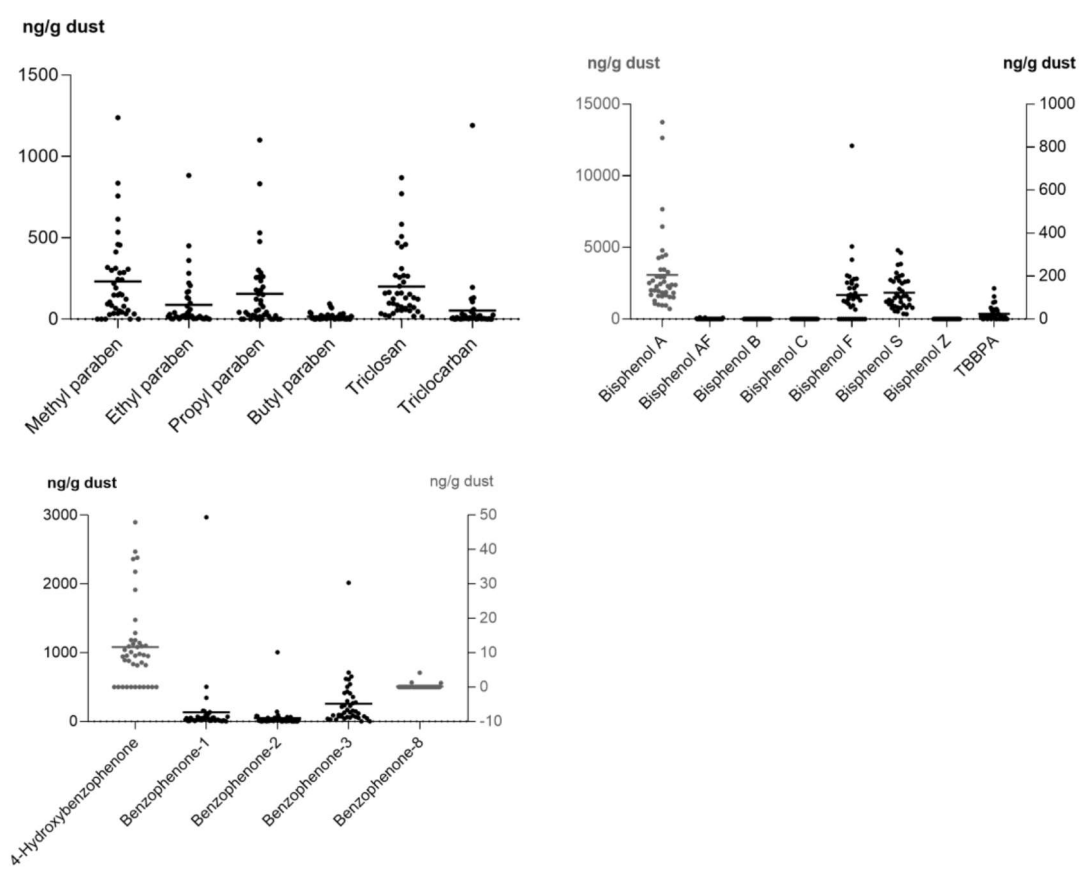 ng/g dust
1500
1000
500
0
Methyl paraben
Ethyl paraben
Propyl paraben
Butyl paraben
Triclosan
Triclocarban
ng/g dust
ng/g dust
15000
10000
5000
0
1000
800
600
400
200
0
Bisphenol A
Bisphenol AF
Bisphenol B
Bisphenol C
Bisphenol F
Bisphenol S
Bisphenol Z
TBBPA
ng/g dust
ng/g dust
3000
2000
1000
0
50
40
30
20
10
0
-10
4-Hydroxybenzophenone
Benzophenone-1
Benzophenone-2
Benzophenone-3
Benzophenone-8